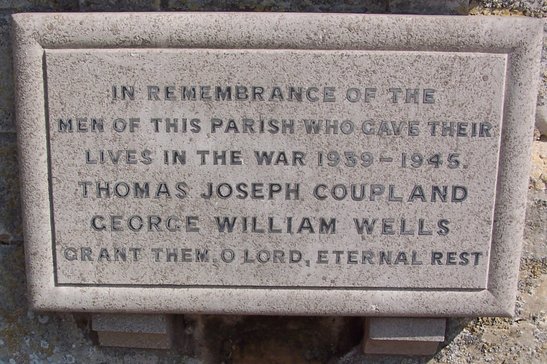 IN REMEMBRANCE OF THE
MEN OF THIS PARISH WHO GAVE THEIR
LIVES IN THE WAR 1939-1945.
THOMAS JOSEPH COUPLAND
GEORGE WILLIAM WELLS
GRANT THEM, O LORD, ETERNAL REST